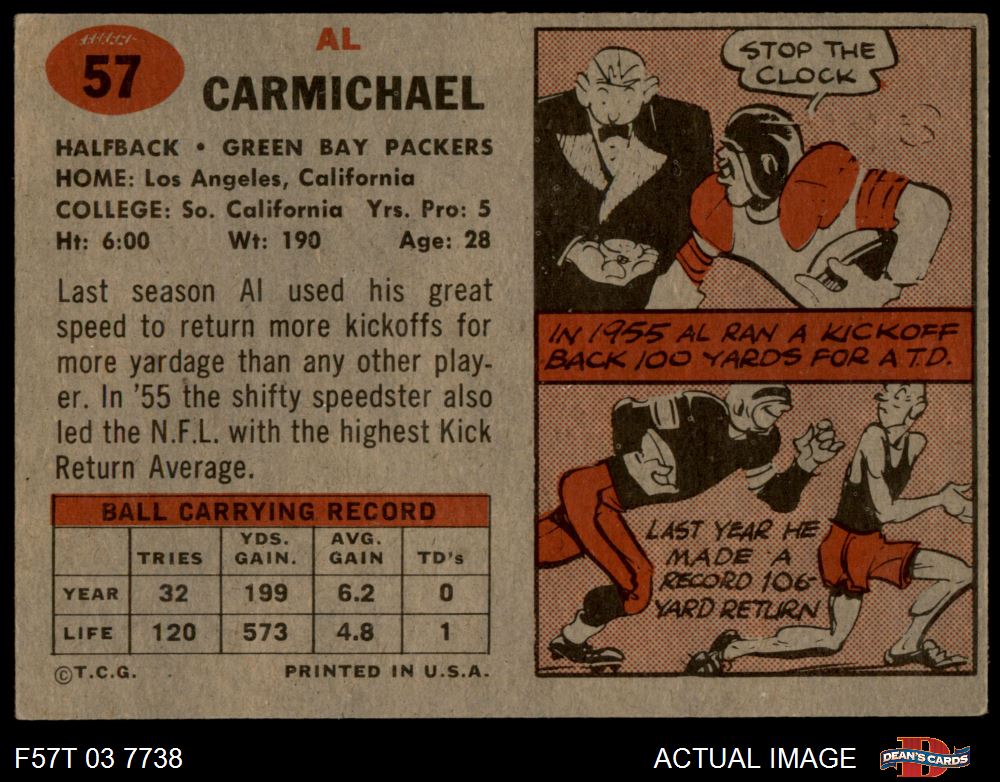 57
AL
CARMICHAEL
HALFBACK • GREEN BAY PACKERS
HOME: Los Angeles, California
COLLEGE: So. California Yrs. Pro: 5
Ht: 6:00 Wt: 190 Age: 28
Last season Al used his great
speed to return more kickoffs for
more yardage than any other play-
er. In '55 the shifty speedster also
led the N.F.L. with the highest Kick
Return Average.
BALL CARRYING RECORD
TRIES YDS. GAIN. AVG. GAIN TD's
YEAR 32 199 6.2 0
LIFE 120 573 4.8 1
©T.C.G. PRINTED IN U.S.A.
STOP THE
CLOCK
IN 1955 AL RAN A KICKOFF
BACK 100 YARDS FOR A T.D.
LAST YEAR HE
MADE A
RECORD 106-
YARD RETURN
F57T 03 7738
ACTUAL IMAGE
D
DEAN'S CARDS